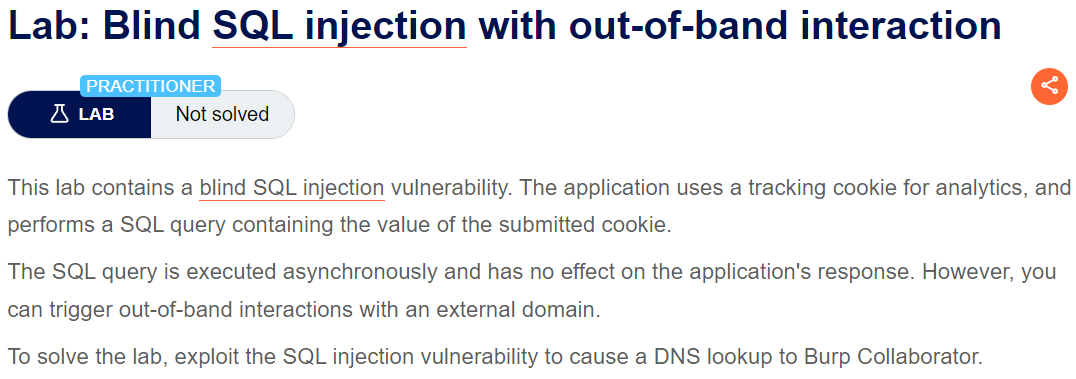 Lab: Blind SQL injection with out-of-band interaction
PRACTITIONER
LAB
Not solved
This lab contains a blind SQL injection vulnerability. The application uses a tracking cookie for analytics, and
performs a SQL query containing the value of the submitted cookie.
The SQL query is executed asynchronously and has no effect on the application's response. However, you
can trigger out-of-band interactions with an external domain.
To solve the lab, exploit the SQL injection vulnerability to cause a DNS lookup to Burp Collaborator.